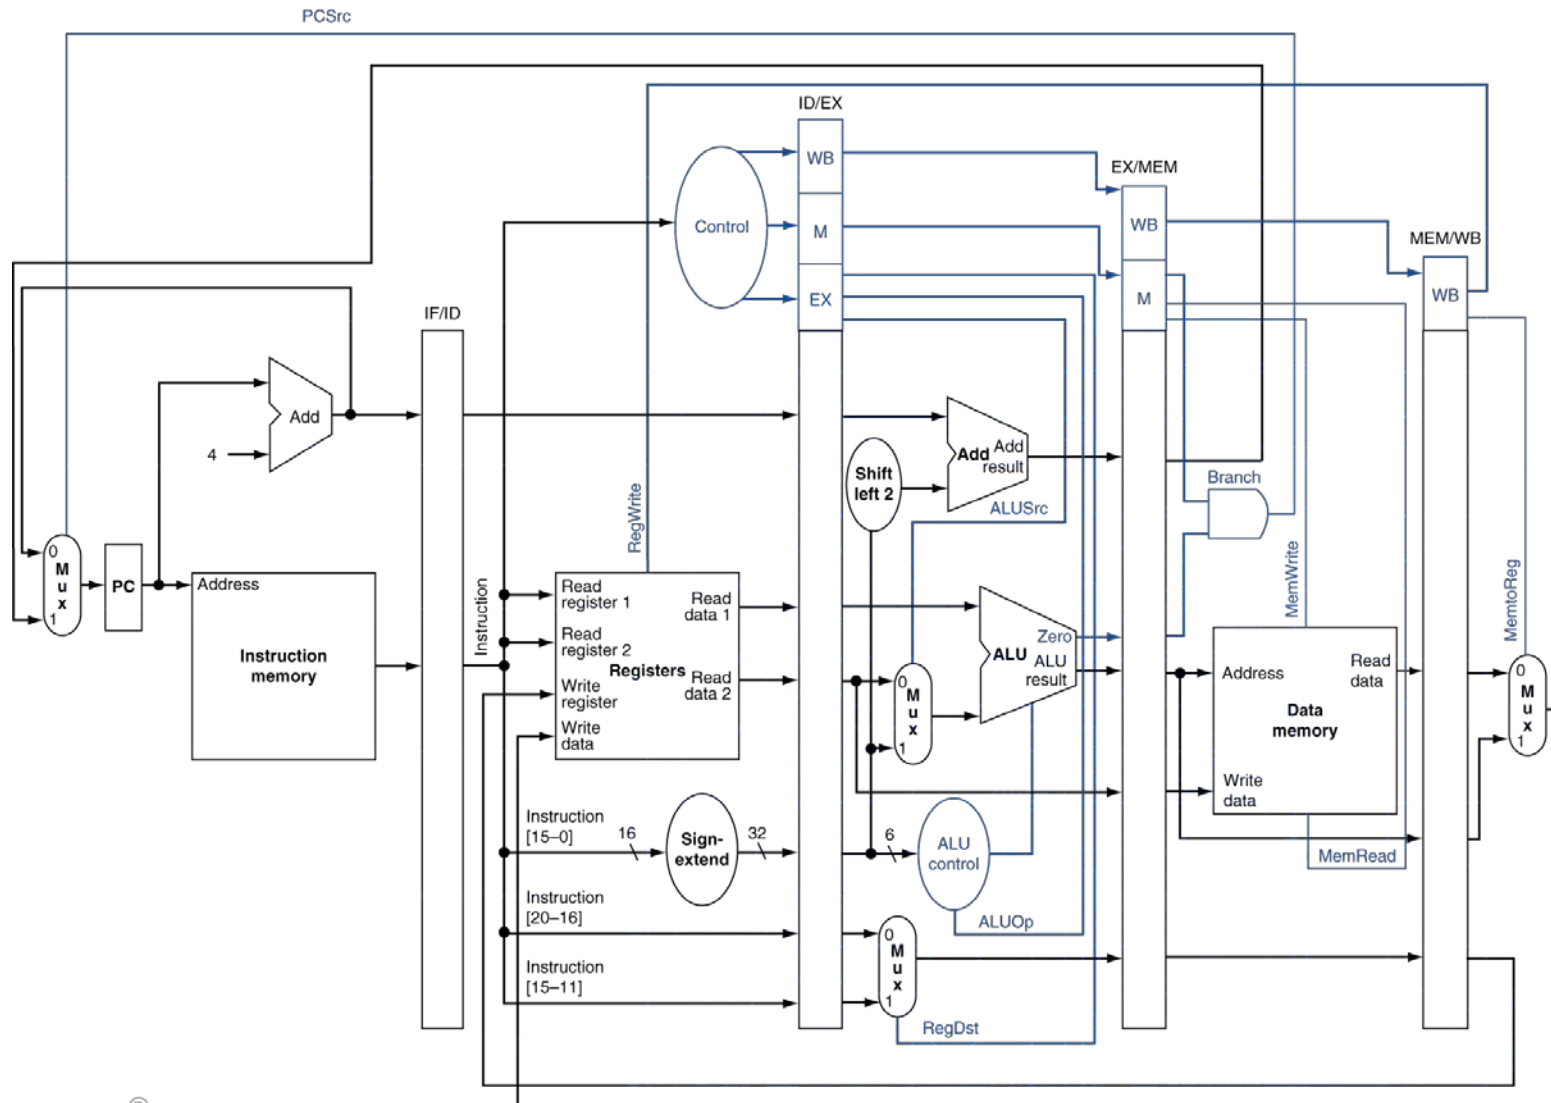 PCSrc
ID/EX
WB
EX/MEM
Control
M
WB
MEM/WB
EX
M
WB
IF/ID
Add
4
Add Add
result
Shift
left 2
Branch
ALUSrc
RegWrite
MemWrite
MemtoReg
0
M
u
x
1
PC
Address
Instruction
memory
Instruction
Read
register 1
Read
register 2
Write
register
Write
data
Registers
Read
data 1
Read
data 2
Zero
ALU
ALU
result
0
M
u
x
1
Address
Read
data
Data
memory
Write
data
0
M
u
x
1
Instruction
[15–0]
16
Sign-
extend
32
6
ALU
control
MemRead
Instruction
[20–16]
ALUOp
0
M
u
x
1
Instruction
[15–11]
RegDst